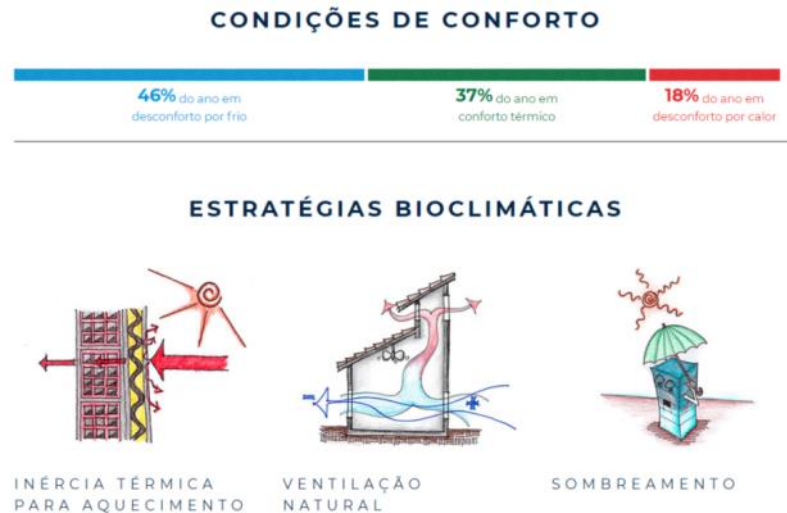 CONDIÇÕES DE CONFORTO
46% do ano em
desconforto por frio
37% do ano em
conforto térmico
18% do ano em
desconforto por calor
ESTRATÉGIAS BIOCLIMÁTICAS
INÉRCIA TÉRMICA
PARA AQUECIMENTO
VENTILAÇÃO
NATURAL
SOMBREAMENTO